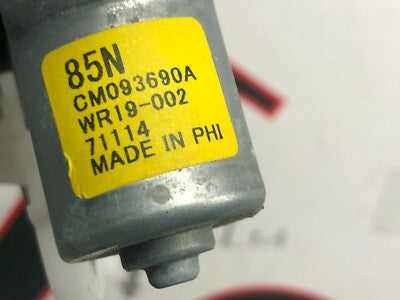 85N
CM093690A
WR19-002
71114
MADE IN PHI